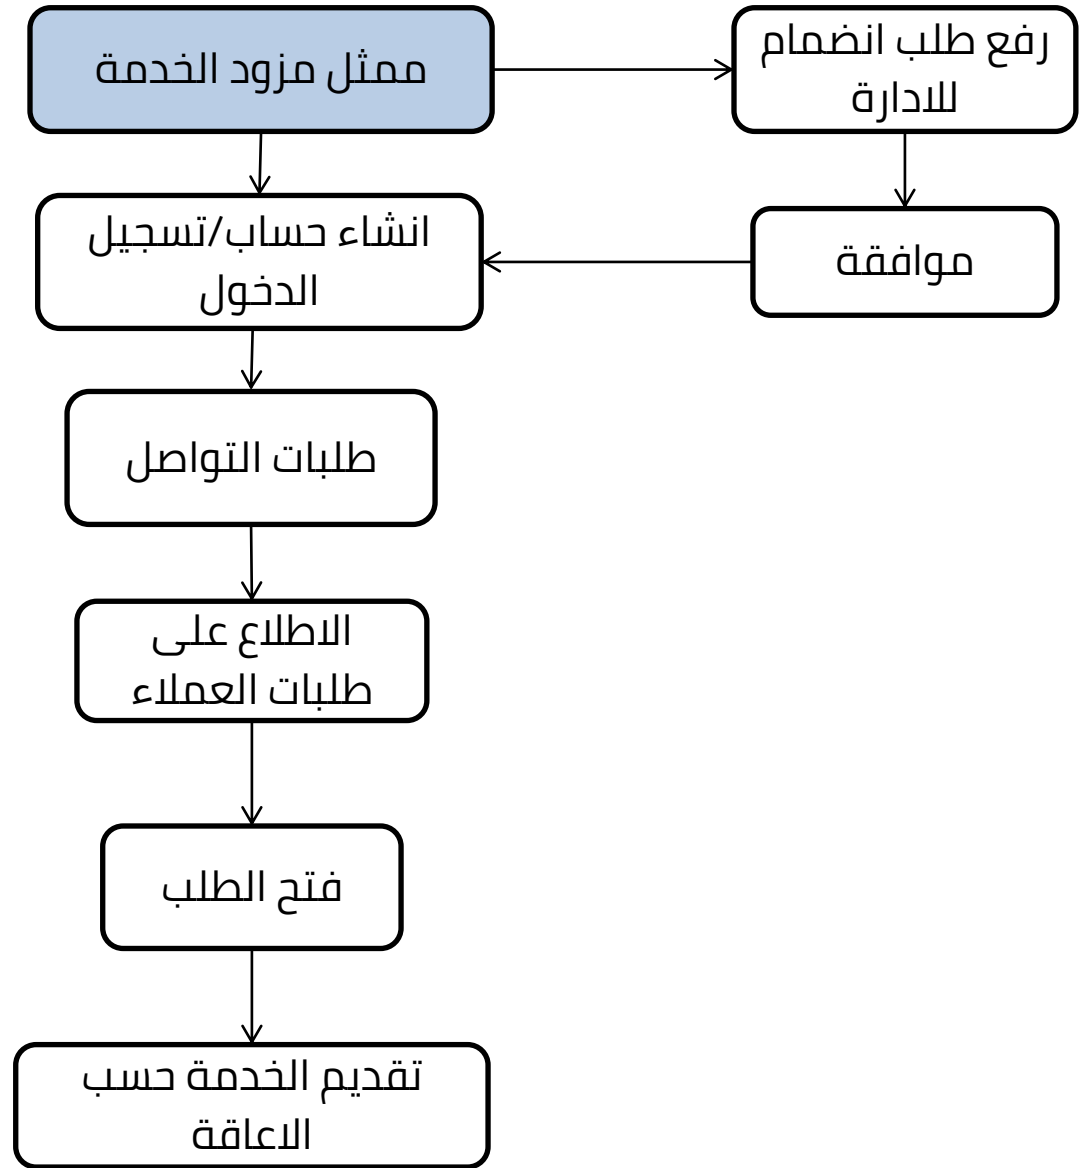 ممثل مزود الخدمة
رفع طلب انضمام
للادارة
انشاء حساب/تسجيل
الدخول
موافقة
طلبات التواصل
الاطلاع على
طلبات العملاء
فتح الطلب
تقديم الخدمة حسب
الاعاقة